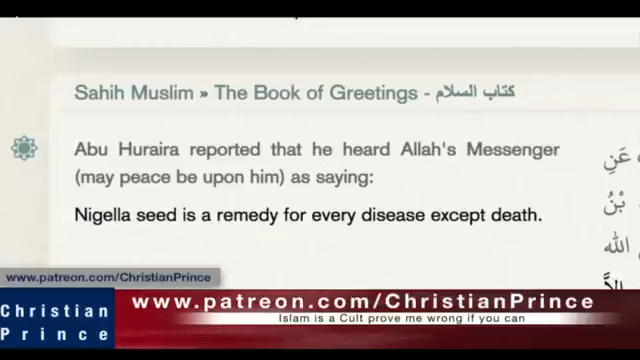 Sahih Muslim » The Book of Greetings - كتاب السلام
Abu Huraira reported that he heard Allah's Messenger
(may peace be upon him) as saying:
Nigella seed is a remedy for every disease except death.
عَنِ
بْنُ
الله
www.patreon.com/ChristianPrince
Christian
Prince
www.patreon.com/ChristianPrince
Islam is a Cult prove me wrong if you can